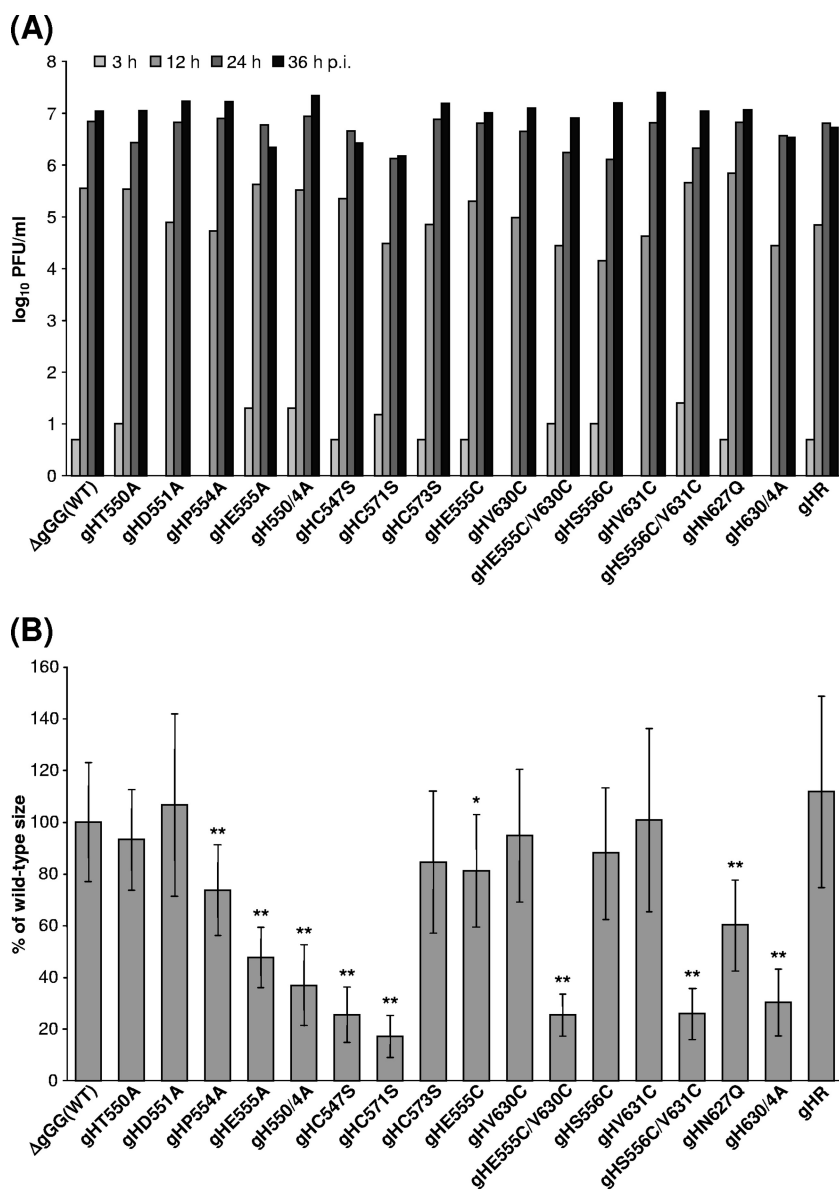 (A)
3 h 12 h 24 h 36 h p.i.
8
7
6
5
4
3
2
1
0
log10 PFU/ml
ΔgGG(WT)
gHT550A
gHD551A
gHP554A
gHE555A
gH550/4A
gHC547S
gHC571S
gHC573S
gHE555C
gHV630C
gHE555C/V630C
gHS556C
gHV631C
gHS556C/V631C
gHN627Q
gH630/4A
gHR
(B)
160
140
120
100
80
60
40
20
0
% of wild-type size
**
**
**
**
**
*
**
**
**
**
ΔgGG(WT)
gHT550A
gHD551A
gHP554A
gHE555A
gH550/4A
gHC547S
gHC571S
gHC573S
gHE555C
gHV630C
gHE555C/V630C
gHS556C
gHV631C
gHS556C/V631C
gHN627Q
gH630/4A
gHR